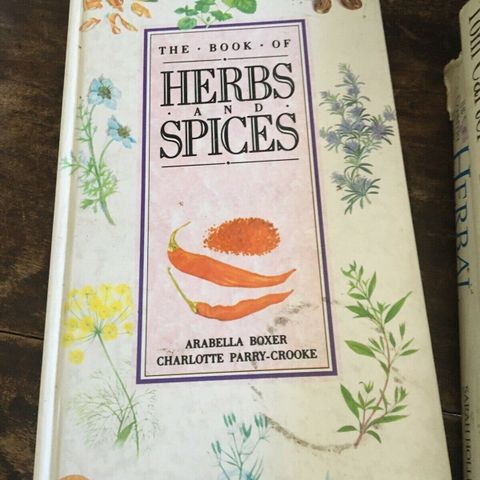 THE · BOOK · OF
HERBS
· AND ·
SPICES
ARABELLA BOXER
CHARLOTTE PARRY-CROOKE
HERBAL